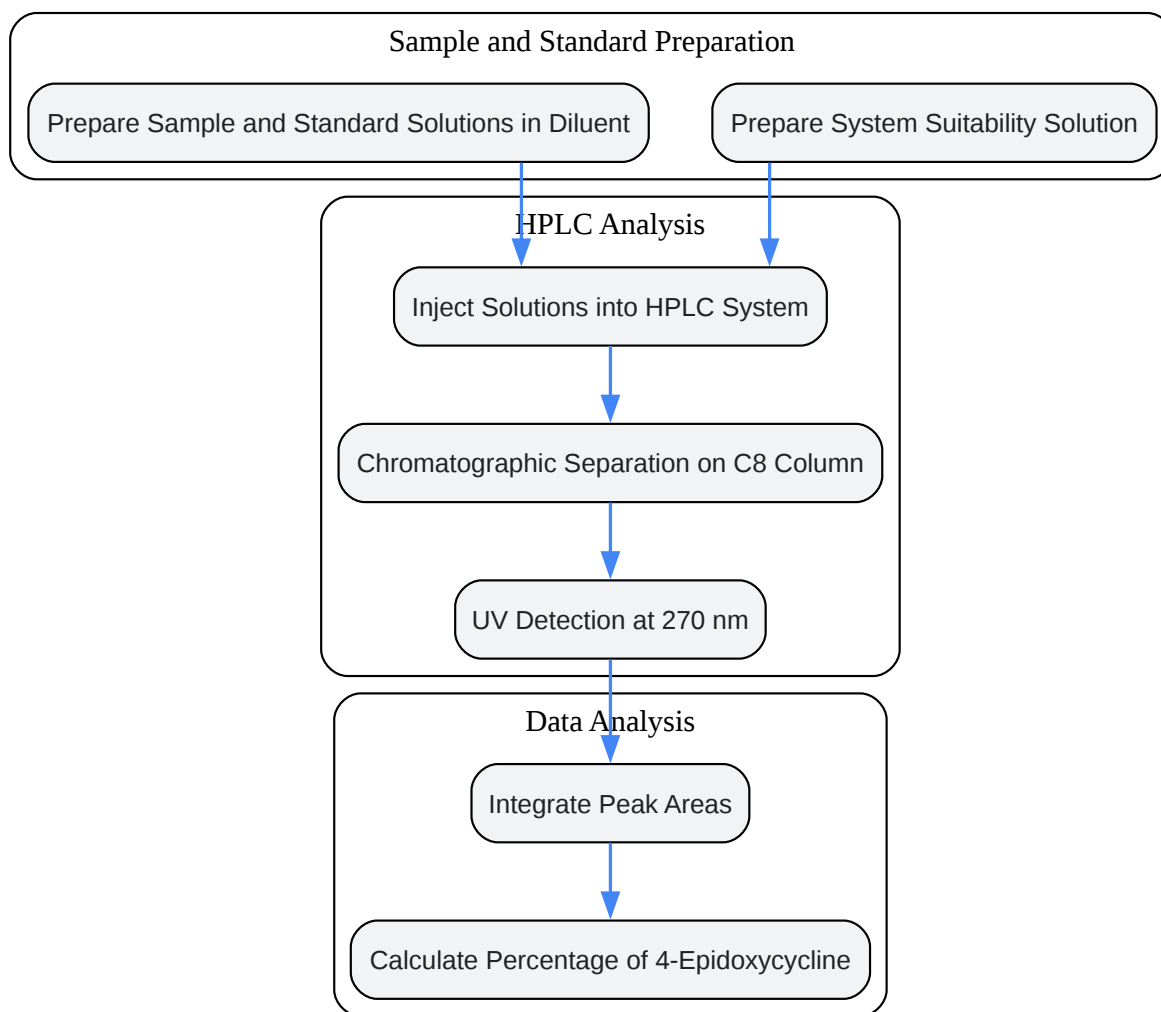 Sample and Standard Preparation
Prepare Sample and Standard Solutions in Diluent
Prepare System Suitability Solution
HPLC Analysis
Inject Solutions into HPLC System
Chromatographic Separation on C8 Column
UV Detection at 270 nm
Data Analysis
Integrate Peak Areas
Calculate Percentage of 4-Epidoxycycline